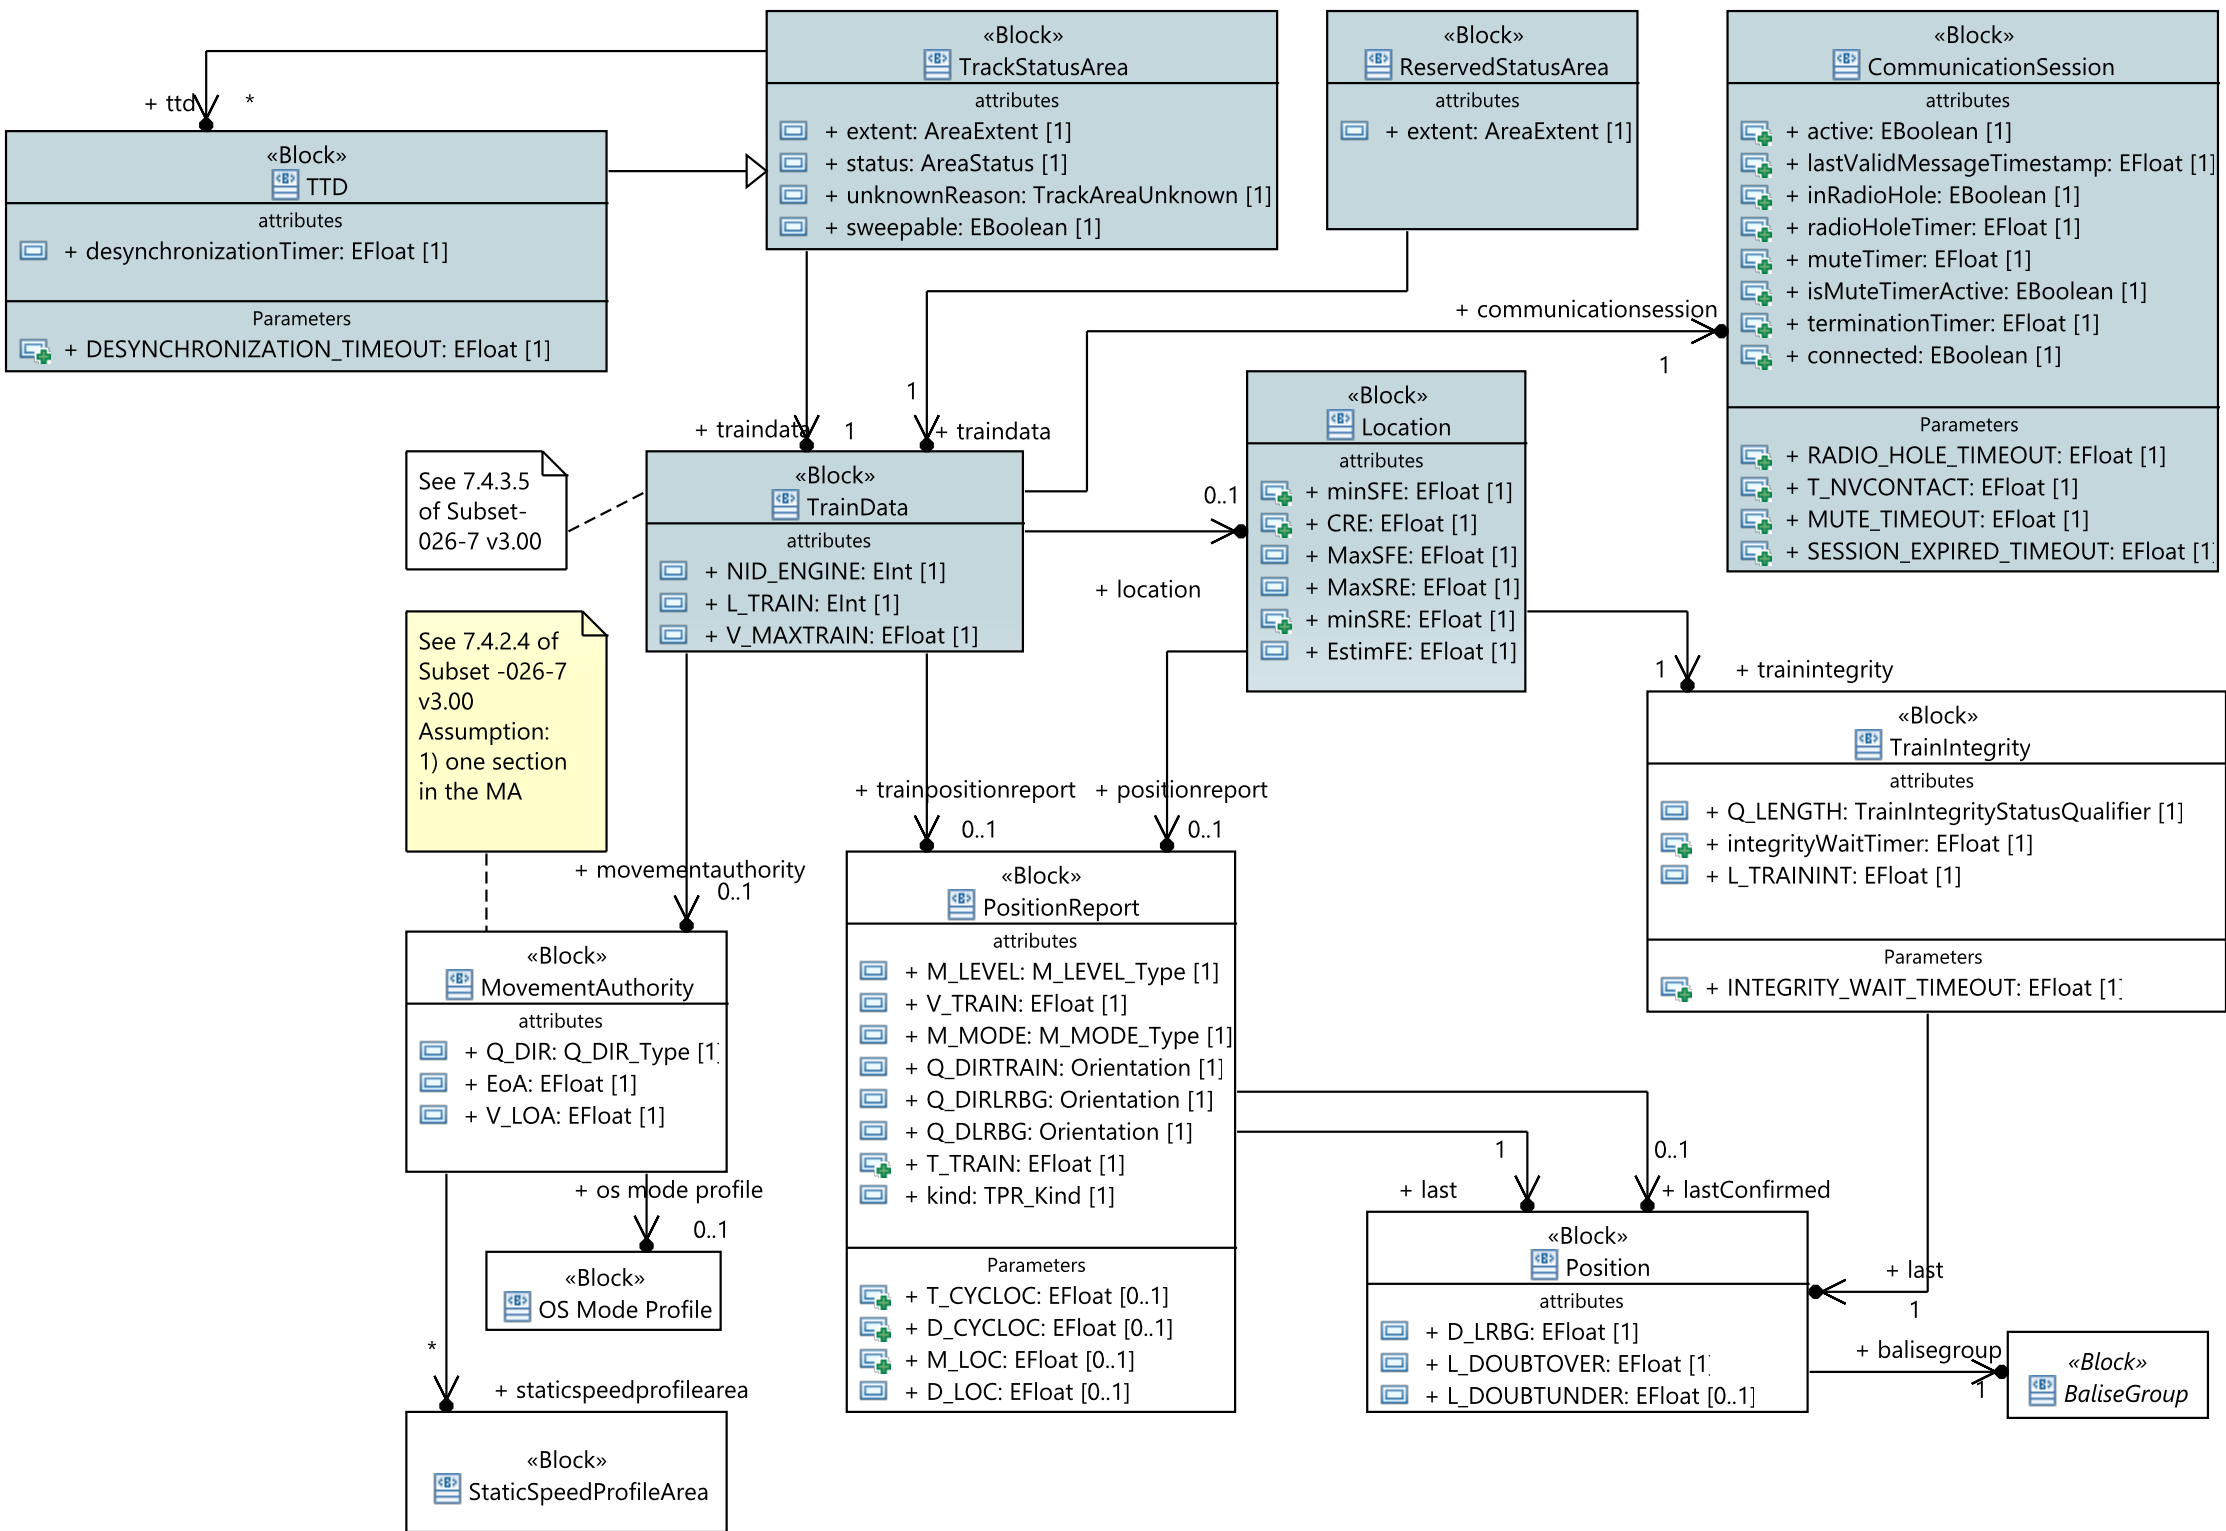 «Block»
TrackStatusArea
attributes
+ extent: AreaExtent [1]
+ status: AreaStatus [1]
+ unknownReason: TrackAreaUnknown [1]
+ sweepable: EBoolean [1]
«Block»
ReservedStatusArea
attributes
+ extent: AreaExtent [1]
«Block»
CommunicationSession
attributes
+ active: EBoolean [1]
+ lastValidMessageTimestamp: EFloat [1]
+ inRadioHole: EBoolean [1]
+ radioHoleTimer: EFloat [1]
+ muteTimer: EFloat [1]
+ isMuteTimerActive: EBoolean [1]
+ terminationTimer: EFloat [1]
+ connected: EBoolean [1]
Parameters
+ RADIO_HOLE_TIMEOUT: EFloat [1]
+ T_NVCONTACT: EFloat [1]
+ MUTE_TIMEOUT: EFloat [1]
+ SESSION_EXPIRED_TIMEOUT: EFloat [1]
+ ttd
*
«Block»
TTD
attributes
+ desynchronizationTimer: EFloat [1]
Parameters
+ DESYNCHRONIZATION_TIMEOUT: EFloat [1]
+ communicationsession
1
+ traindata
1
1
+ traindata
See 7.4.3.5
of Subset-
026-7 v3.00
«Block»
TrainData
attributes
+ NID_ENGINE: EInt [1]
+ L_TRAIN: EInt [1]
+ V_MAXTRAIN: EFloat [1]
0..1
+ location
«Block»
Location
attributes
+ minSFE: EFloat [1]
+ CRE: EFloat [1]
+ MaxSFE: EFloat [1]
+ MaxSRE: EFloat [1]
+ minSRE: EFloat [1]
+ EstimFE: EFloat [1]
See 7.4.2.4 of
Subset -026-7
v3.00
Assumption:
1) one section
in the MA
1
+ trainintegrity
«Block»
TrainIntegrity
attributes
+ Q_LENGTH: TrainIntegrityStatusQualifier [1]
+ integrityWaitTimer: EFloat [1]
+ L_TRAININT: EFloat [1]
Parameters
+ INTEGRITY_WAIT_TIMEOUT: EFloat [1]
+ trainpositionreport
0..1
+ positionreport
0..1
+ movementauthority
0..1
«Block»
MovementAuthority
attributes
+ Q_DIR: Q_DIR_Type [1]
+ EoA: EFloat [1]
+ V_LOA: EFloat [1]
«Block»
PositionReport
attributes
+ M_LEVEL: M_LEVEL_Type [1]
+ V_TRAIN: EFloat [1]
+ M_MODE: M_MODE_Type [1]
+ Q_DIRTRAIN: Orientation [1]
+ Q_DIRLRBG: Orientation [1]
+ Q_DLRBG: Orientation [1]
+ T_TRAIN: EFloat [1]
+ kind: TPR_Kind [1]
Parameters
+ T_CYCLOC: EFloat [0..1]
+ D_CYCLOC: EFloat [0..1]
+ M_LOC: EFloat [0..1]
+ D_LOC: EFloat [0..1]
1
+ last
0..1
+ lastConfirmed
+ os mode profile
0..1
«Block»
OS Mode Profile
«Block»
Position
attributes
+ D_LRBG: EFloat [1]
+ L_DOUBTOVER: EFloat [1]
+ L_DOUBTUNDER: EFloat [0..1]
+ last
1
+ balisegroup
1
«Block»
BaliseGroup
*
+ staticspeedprofilearea
«Block»
StaticSpeedProfileArea